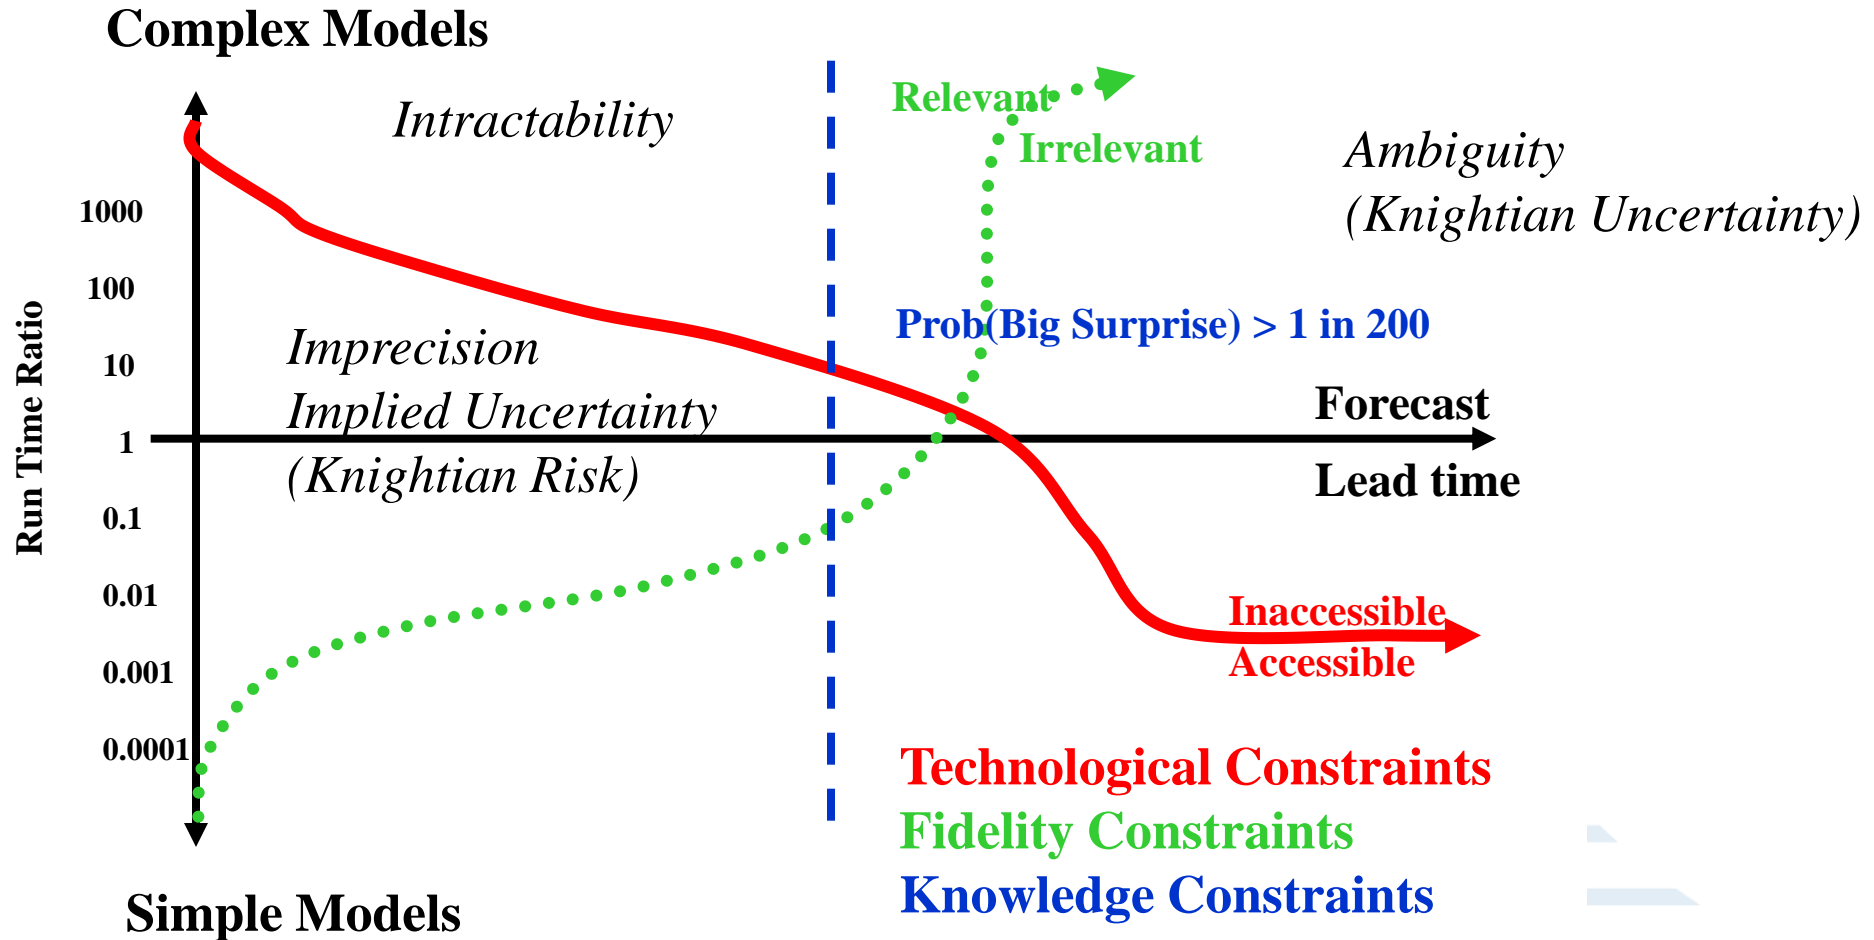 Complex Models
Intractability
Relevant
Irrelevant
Ambiguity
(Knightian Uncertainty)
1000
100
10
1
0.1
0.01
0.001
0.0001
Run Time Ratio
Imprecision
Implied Uncertainty
(Knightian Risk)
Prob(Big Surprise) > 1 in 200
Forecast
Lead time
Inaccessible
Accessible
Technological Constraints
Fidelity Constraints
Knowledge Constraints
Simple Models